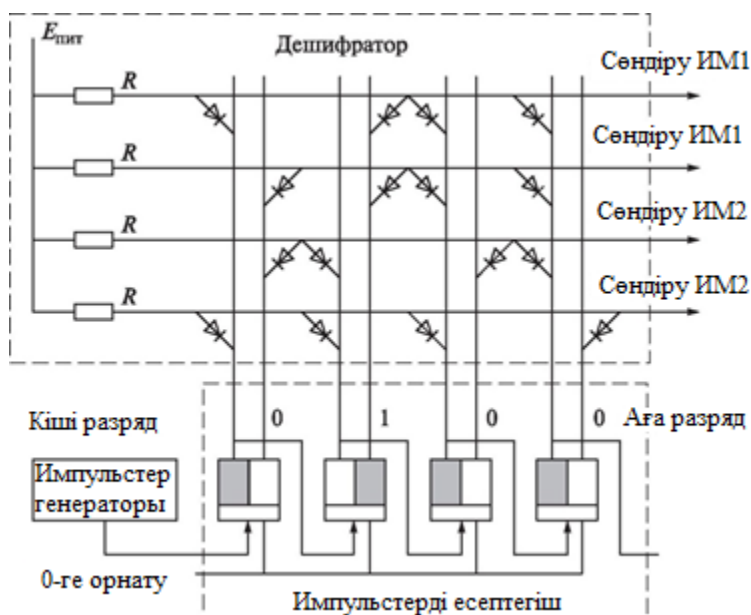 Eпит
Дешифратор
R
Сөндіру ИМ1
R
Сөндіру ИМ1
R
Сөндіру ИМ2
R
Сөндіру ИМ2
Кіші разряд
0
1
0
0
Аға разряд
Импульстер
генераторы
0-ге орнату
Импульстерді есептегіш